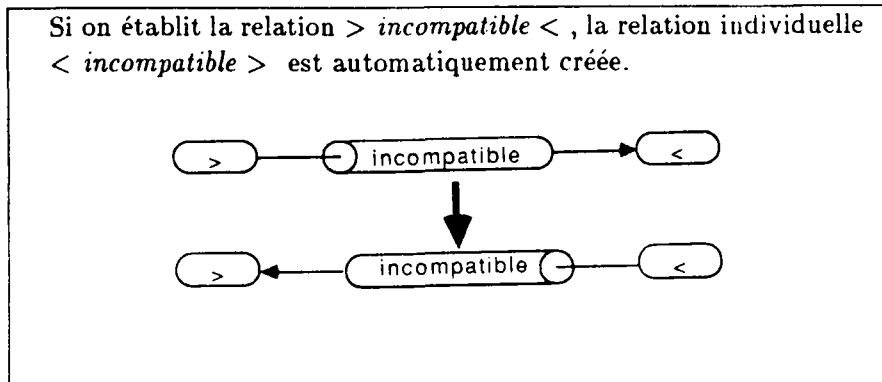 Si on établit la relation > incompatible < , la relation individuelle
< incompatible > est automatiquement créée.
> incompatible <
> incompatible <